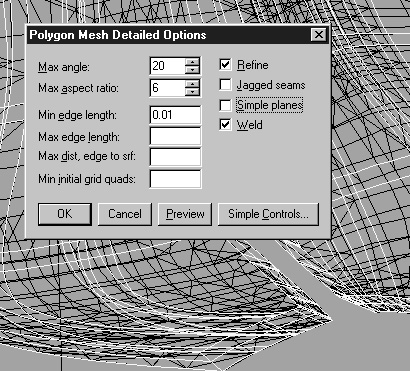 Polygon Mesh Detailed Options
Max angle: 20
Refine
Max aspect ratio: 6
Jagged seams
Simple planes
Min edge length: 0.01
Weld
Max edge length:
Max dist, edge to srf:
Min initial grid quads:
OK Cancel Preview Simple Controls...